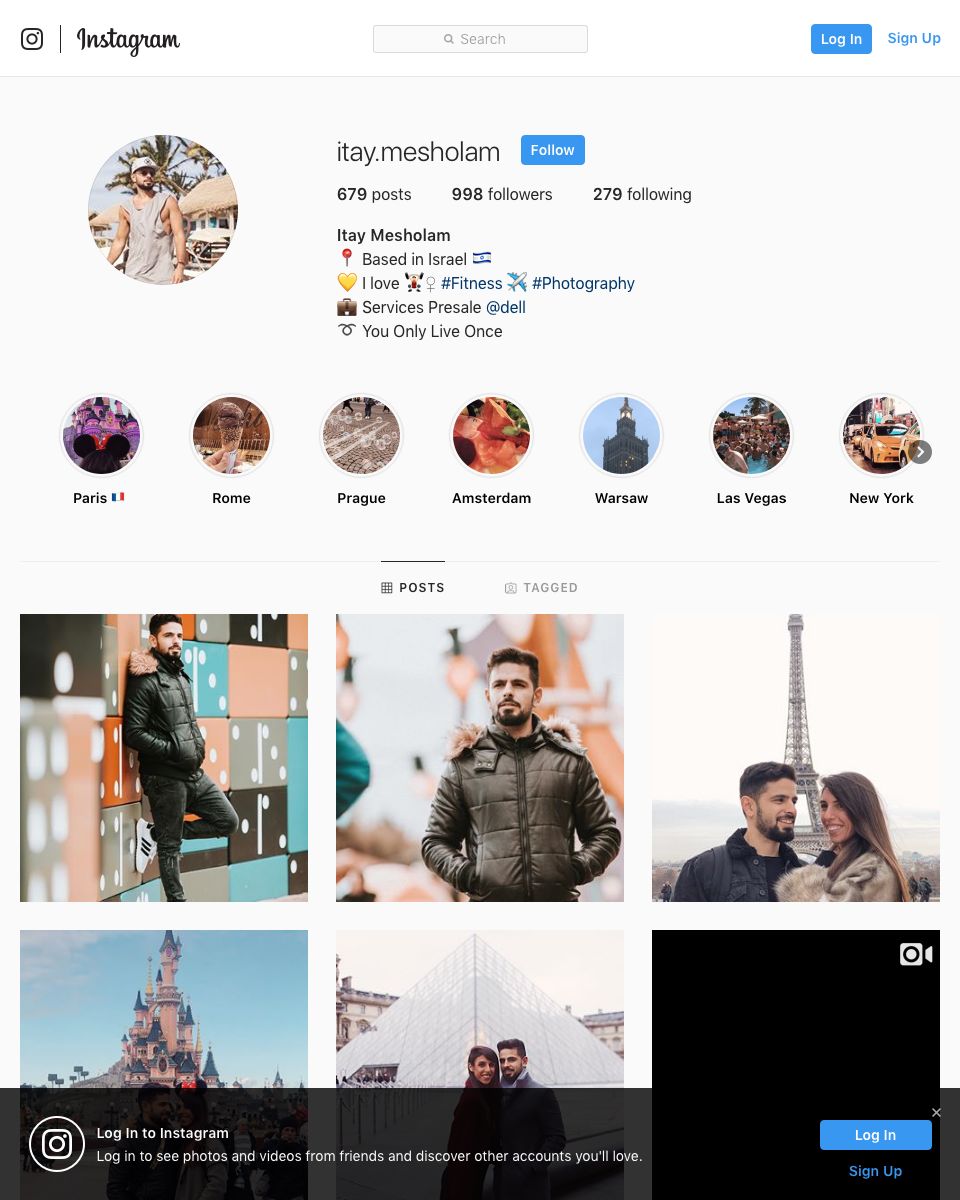 Instagram
Search
Log In
Sign Up
itay.mesholam
Follow
679 posts
998 followers
279 following
Itay Mesholam
📍 Based in Israel 🇮🇱
💛 I love 🏋🏻♀ #Fitness ✈️ #Photography
💼 Services Presale @dell
➰ You Only Live Once
Paris 🇫🇷
Rome
Prague
Amsterdam
Warsaw
Las Vegas
New York
POSTS
TAGGED
Log In to Instagram
Log in to see photos and videos from friends and discover other accounts you'll love.
Log In
Sign Up